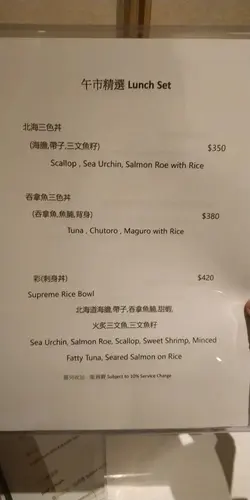 午市精選 Lunch Set
北海三色丼
(海膽,帶子,三文魚籽) $350
Scallop , Sea Urchin, Salmon Roe with Rice
吞拿魚三色丼
(吞拿魚,魚腩,背身) $380
Tuna , Chutoro , Maguro with Rice
彩(刺身丼) $420
Supreme Rice Bowl
北海道海膽,帶子,吞拿魚腩,甜蝦,
火炙三文魚,三文魚籽
Sea Urchin, Salmon Roe, Scallop, Sweet Shrimp, Minced
Fatty Tuna, Seared Salmon on Rice
Subject to 10% Service Charge